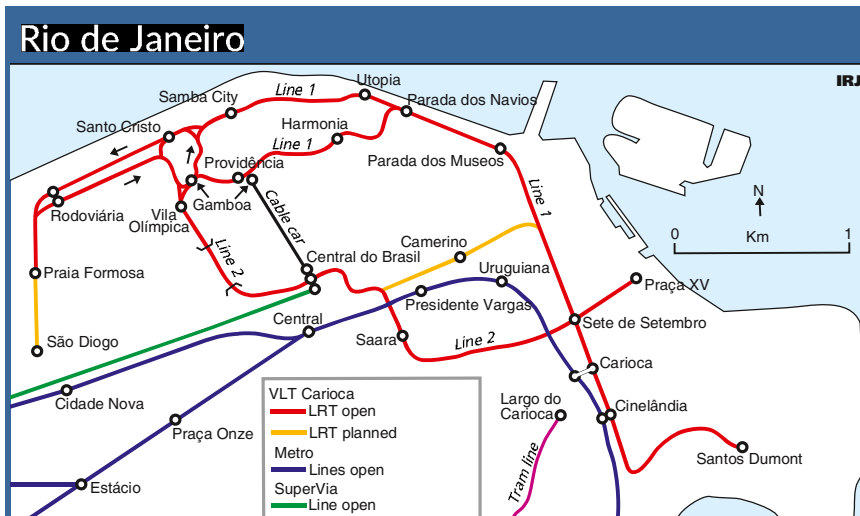 Rio de Janeiro
IRJ
Utopia
Line 1
Samba City
Parada dos Navios
Santo Cristo
Harmonia
Line 1
Parada dos Museos
Providência
Rodoviária
Gamboa
Vila
Olímpica
Line 1
N
0
Km
1
Cable car
Line 2
Camerino
Central do Brasil
Praia Formosa
Uruguiana
Praça XV
Presidente Vargas
Central
Sete de Setembro
São Diogo
Saara
Line 2
Carioca
Cidade Nova
VLT Carioca
LRT open
LRT planned
Metro
Lines open
SuperVia
Line open
Largo do
Carioca
Cinelândia
Praça Onze
Tram line
Santos Dumont
Estácio